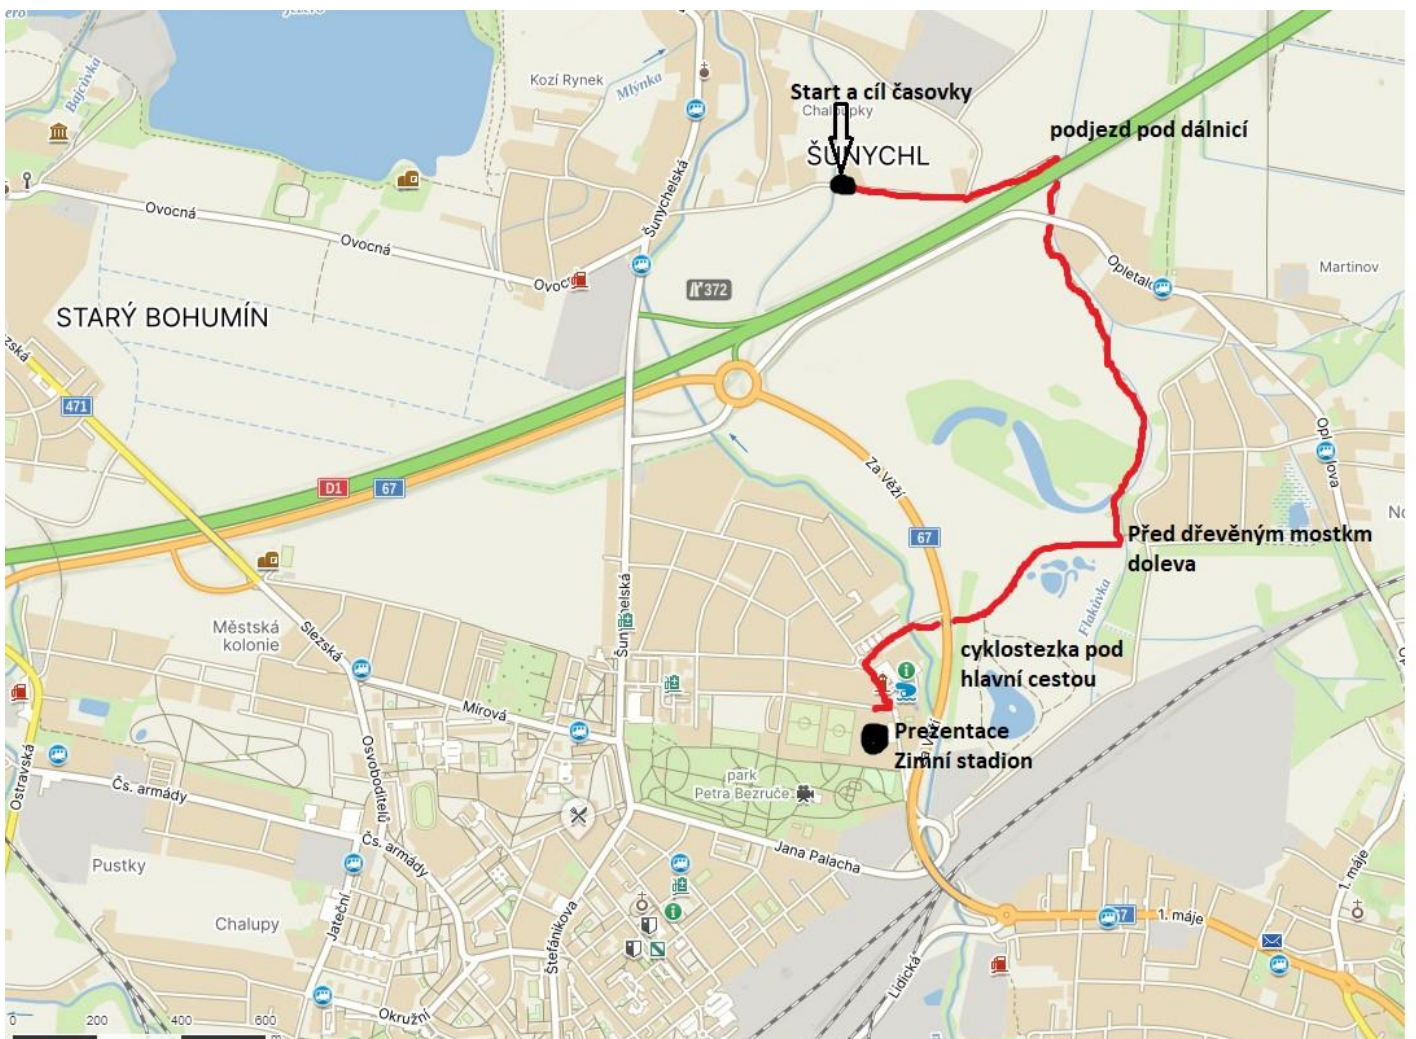 jezero
Bajcůvka
Kozí Rynek
Mlýnka
Start a cíl časovky
Chaloupky
ŠUNYCHL
podjezd pod dálnicí
Ovocná
Ovocná
Šunychelská
372
Martinov
STARÝ BOHUMÍN
471
Za Věží
D1
67
67
Před dřevěným mostkm
doleva
Flakůvka
Městská
kolonie
Slezská
cyklostezka pod
hlavní cestou
Mírová
Prezentace
Zimní stadion
Ostravská
Osvoboditelů
Čs. armády
park
Petra Bezruče
Čs. armády
Jana Palacha
Pustky
Chalupy
Jateční
Štefánikova
1. máje
1. máje
Lidická
Okružní
0 200 400 600